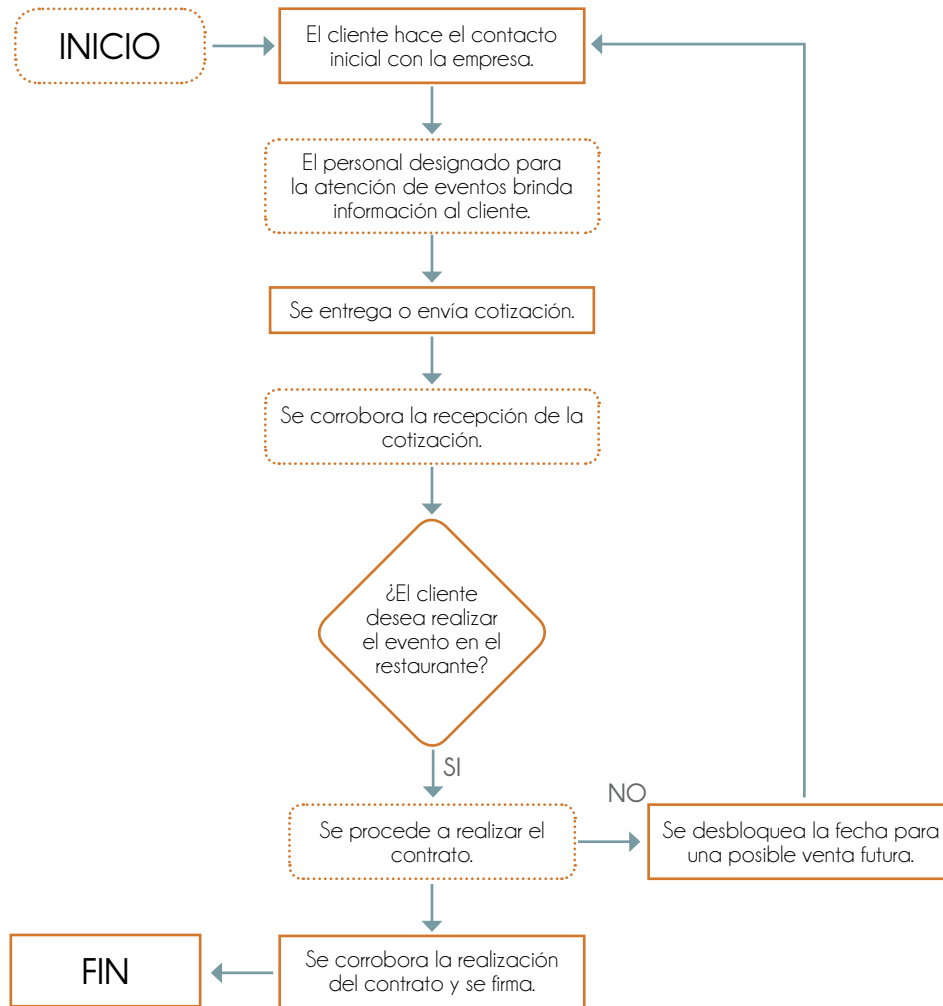 INICIO
El cliente hace el contacto
inicial con la empresa.
El personal designado para
la atención de eventos brinda
información al cliente.
Se entrega o envía cotización.
Se corrobora la recepción de la
cotización.
¿El cliente
desea realizar
el evento en el
restaurante?
SI
NO
Se procede a realizar el
contrato.
Se desbloquea la fecha para
una posible venta futura.
Se corrobora la realización
del contrato y se firma.
FIN